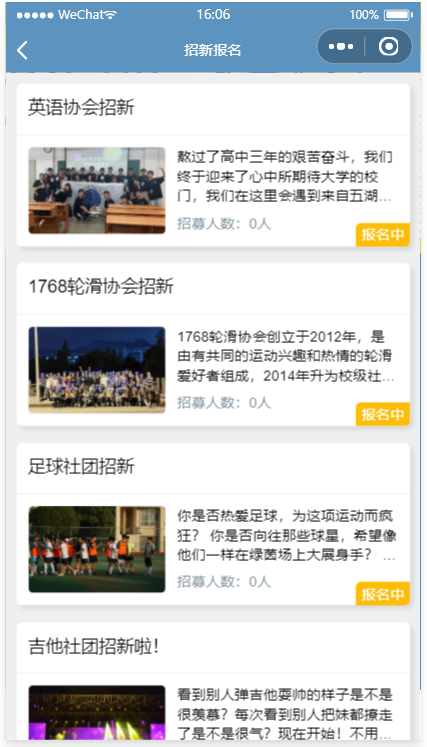 WeChat
16:06
100%
招新报名
英语协会招新
熬过了高中三年的艰苦奋斗，我们
终于迎来了心中所期待大学的校
门，我们在这里会遇到来自五湖...
招募人数：0人
报名中
1768轮滑协会招新
1768轮滑协会创立于2012年，是
由有共同的运动兴趣和热情的轮滑
爱好者组成，2014年升为校级社...
招募人数：0人
报名中
足球社团招新
你是否热爱足球，为这项运动而疯
狂？ 你是否向往那些球星，希望像
他们一样在绿茵场上大展身手？ ...
招募人数：0人
报名中
吉他社团招新啦！
看到别人弹吉他耍帅的样子是不是
很羡慕？每次看到别人把妹都撩走
了是不是很气？现在开始！不用...